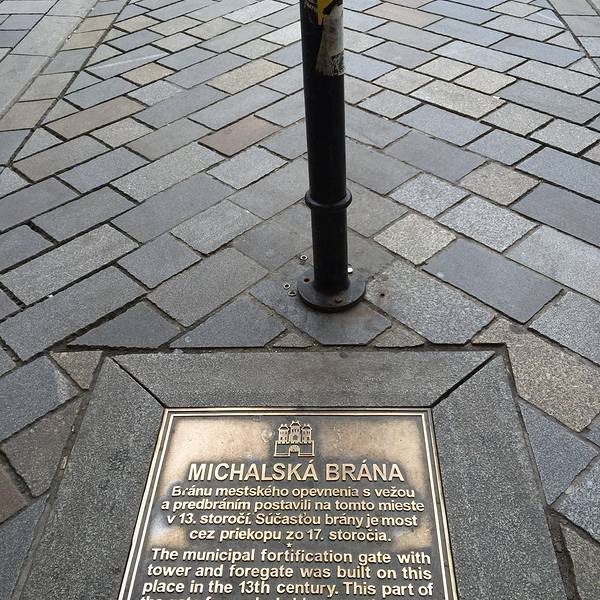 MICHALSKÁ BRÁNA
Bránu mestského opevnenia s vežou
a predbráním postavili na tomto mieste
v 13. storočí. Súčasťou brány je most
cez priekopu zo 17. storočia.
The municipal fortification gate with
tower and foregate was built on this
place in the 13th century. This part of